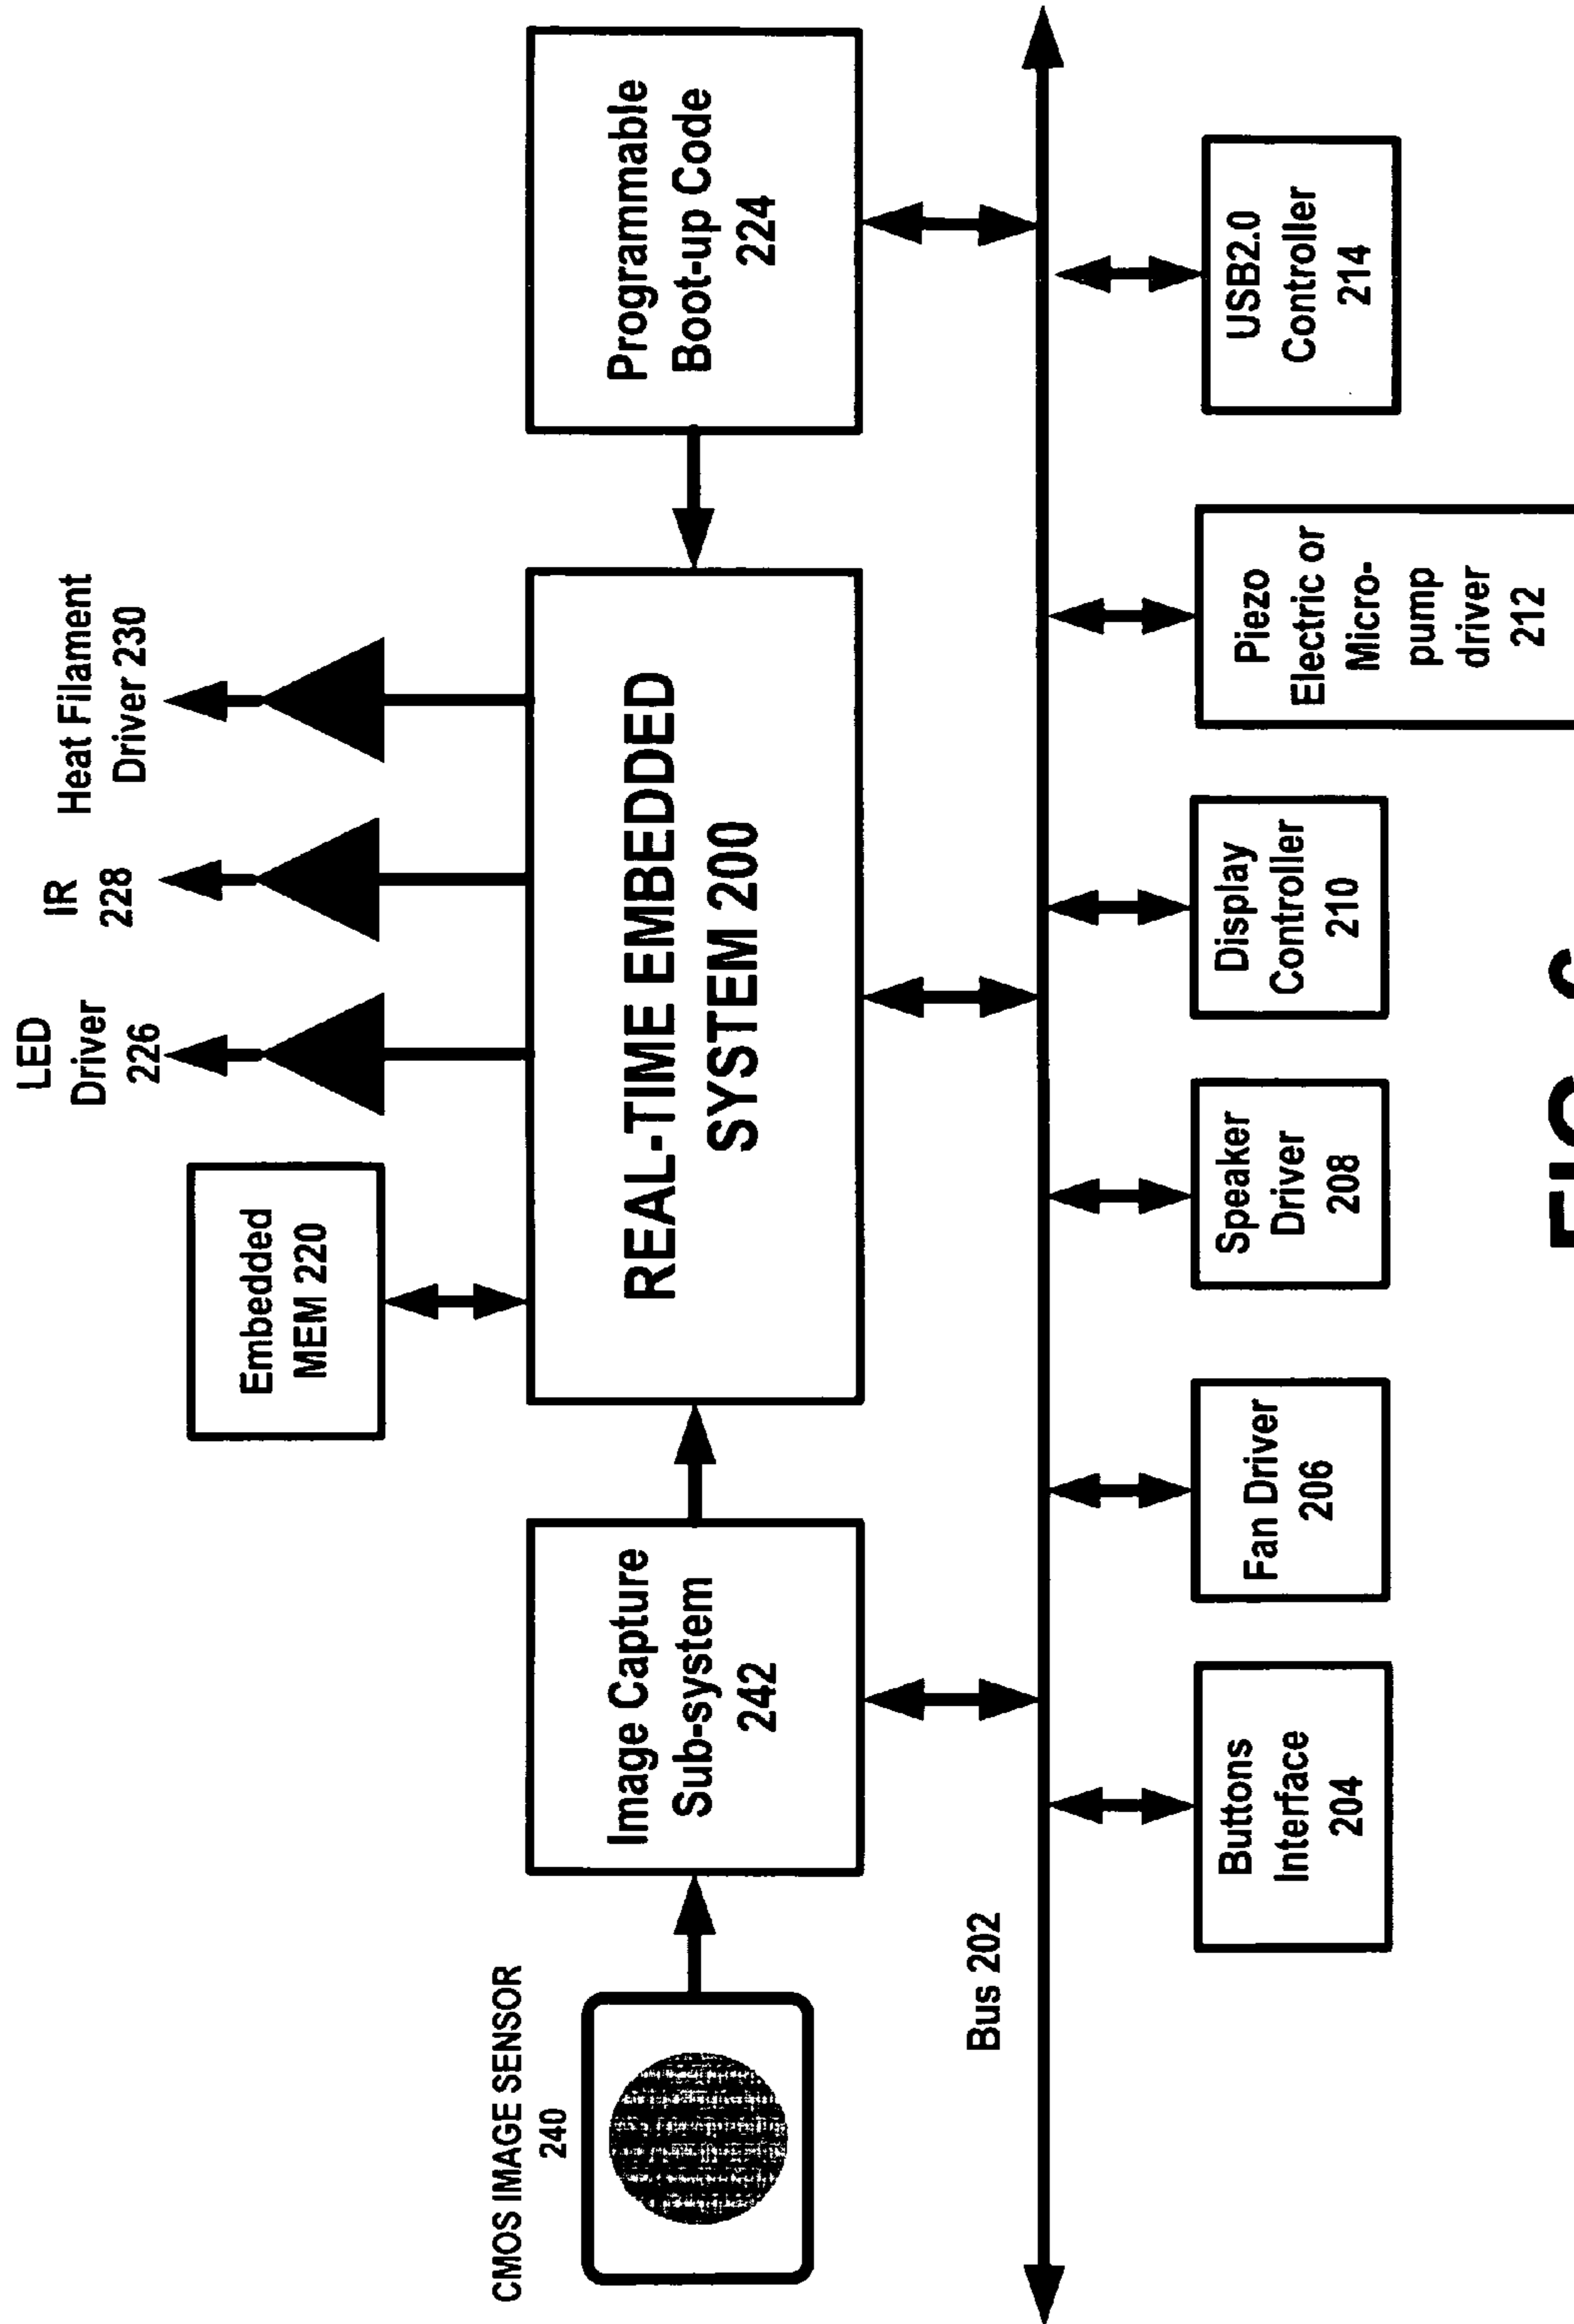 LED
Driver
226
IR
228
Heat Filament
Driver 230
Embedded
MEM 220
CMOS IMAGE SENSOR
240
Image Capture
Sub-system
242
REAL-TIME EMBEDDED
SYSTEM 200
Programmable
Boot-up Code
224
Bus 202
Buttons
Interface
204
Fan Driver
206
Speaker
Driver
208
Display
Controller
210
Piezo
Electric or
Micro-
pump
driver
212
USB2.0
Controller
214